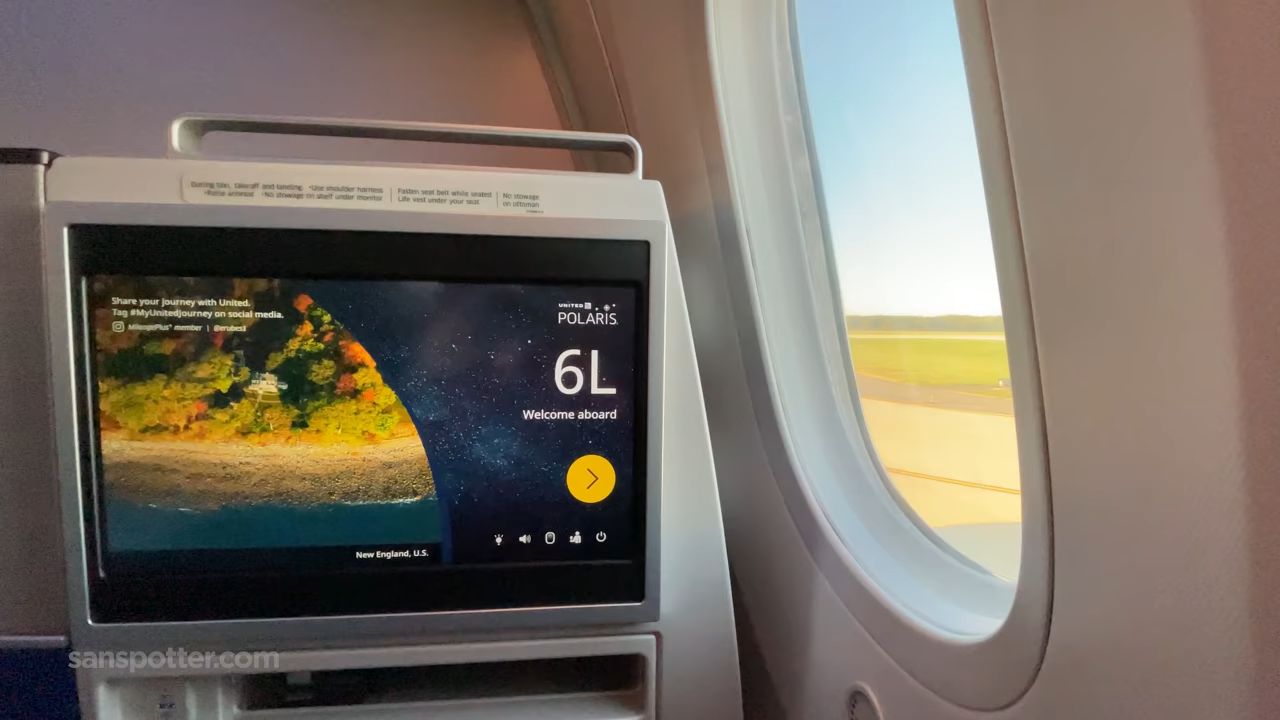 During taxi, takeoff and landing •Use shoulder harness
•No stowage on shelf under monitor
Fasten seat belt while seated
Life vest under your seat
No stowage
on ottoman
Share your journey with United.
Tag #MyUnitedJourney on social media.
MileagePlus® member | @erubes1
UNITED
POLARIS
6L
Welcome aboard
New England, U.S.
sanspotter.com